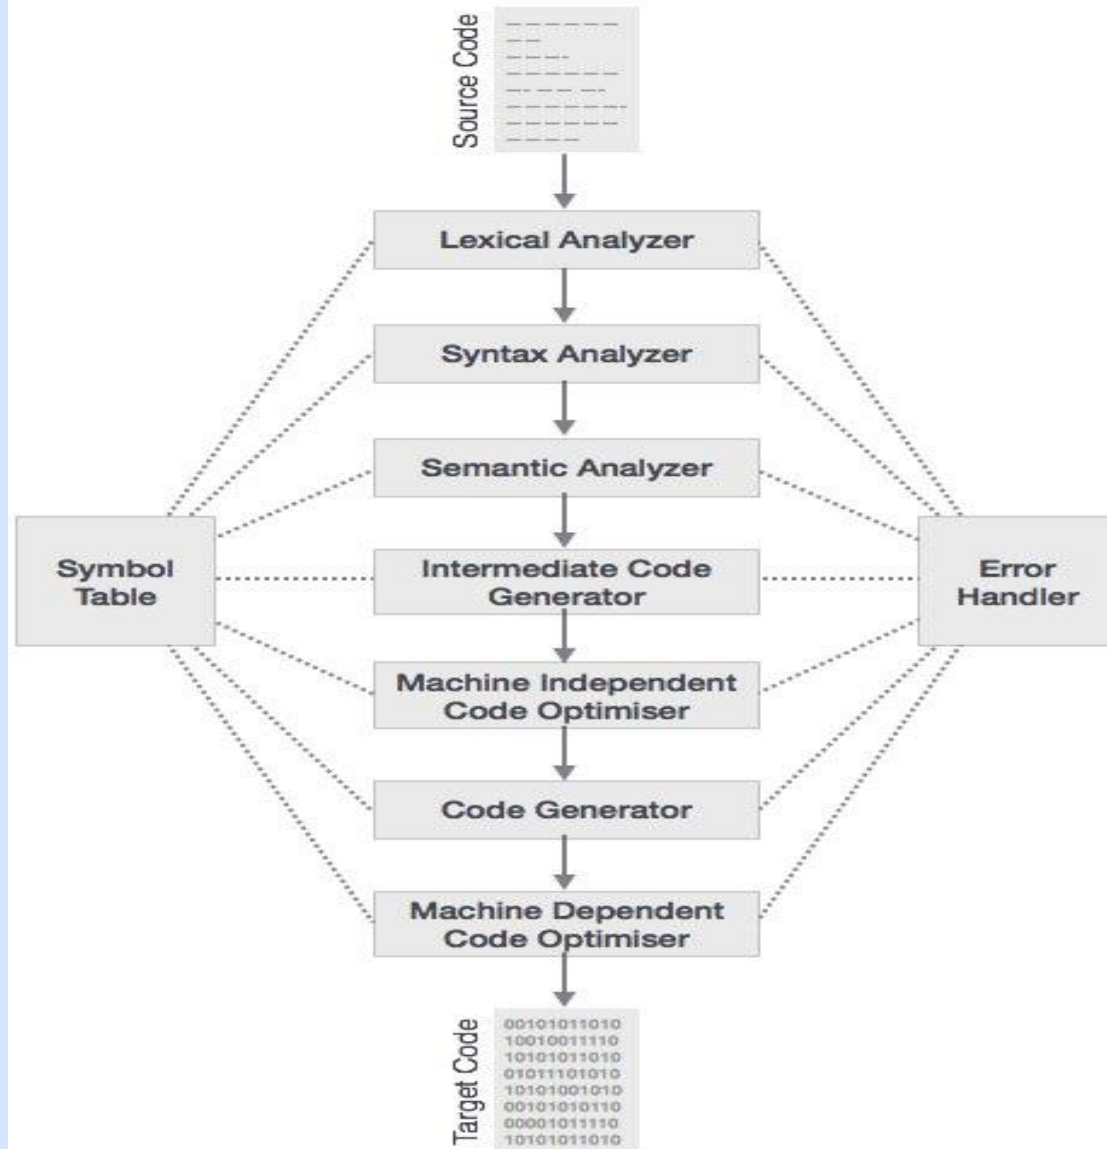 Source Code
Lexical Analyzer
Syntax Analyzer
Semantic Analyzer
Symbol
Table
Intermediate Code
Generator
Error
Handler
Machine Independent
Code Optimiser
Code Generator
Machine Dependent
Code Optimiser
Target Code
00101011010
10010011110
10101011010
01011101010
10101001010
00101010110
00001011110
10101011010